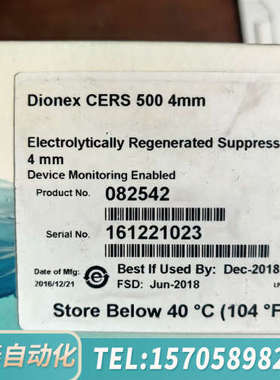 Dionex CERS 500 4mm
Electrolytically Regenerated Suppress
4 mm
Device Monitoring Enabled
Product No. 082542
Serial No. 161221023
Date of Mfg: Best If Used By: Dec-2018
2016/12/21 FSD: Jun-2018
Store Below 40 °C (104 °F
自动化 TEL:15705898